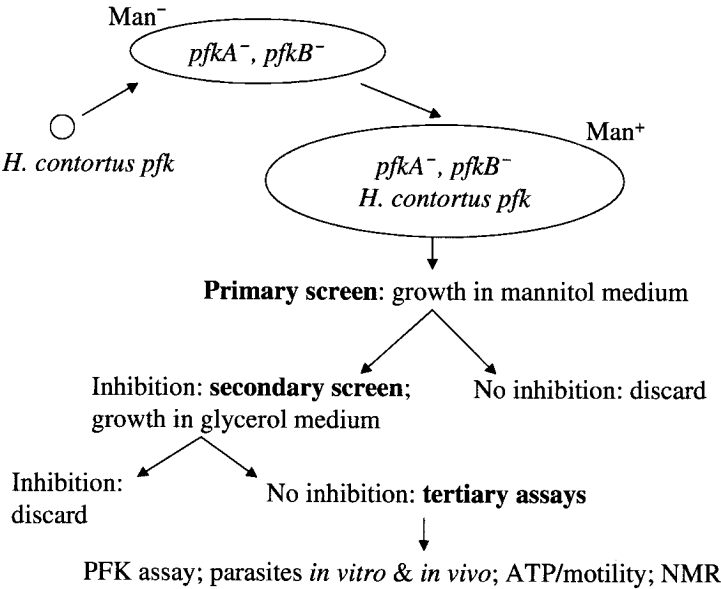 Man⁻
pfkA⁻, pfkB⁻
H. contortus pfk
Man⁺
pfkA⁻, pfkB⁻
H. contortus pfk
Primary screen: growth in mannitol medium
Inhibition: secondary screen;
growth in glycerol medium
No inhibition: discard
Inhibition:
discard
No inhibition: tertiary assays
PFK assay; parasites in vitro & in vivo; ATP/motility; NMR